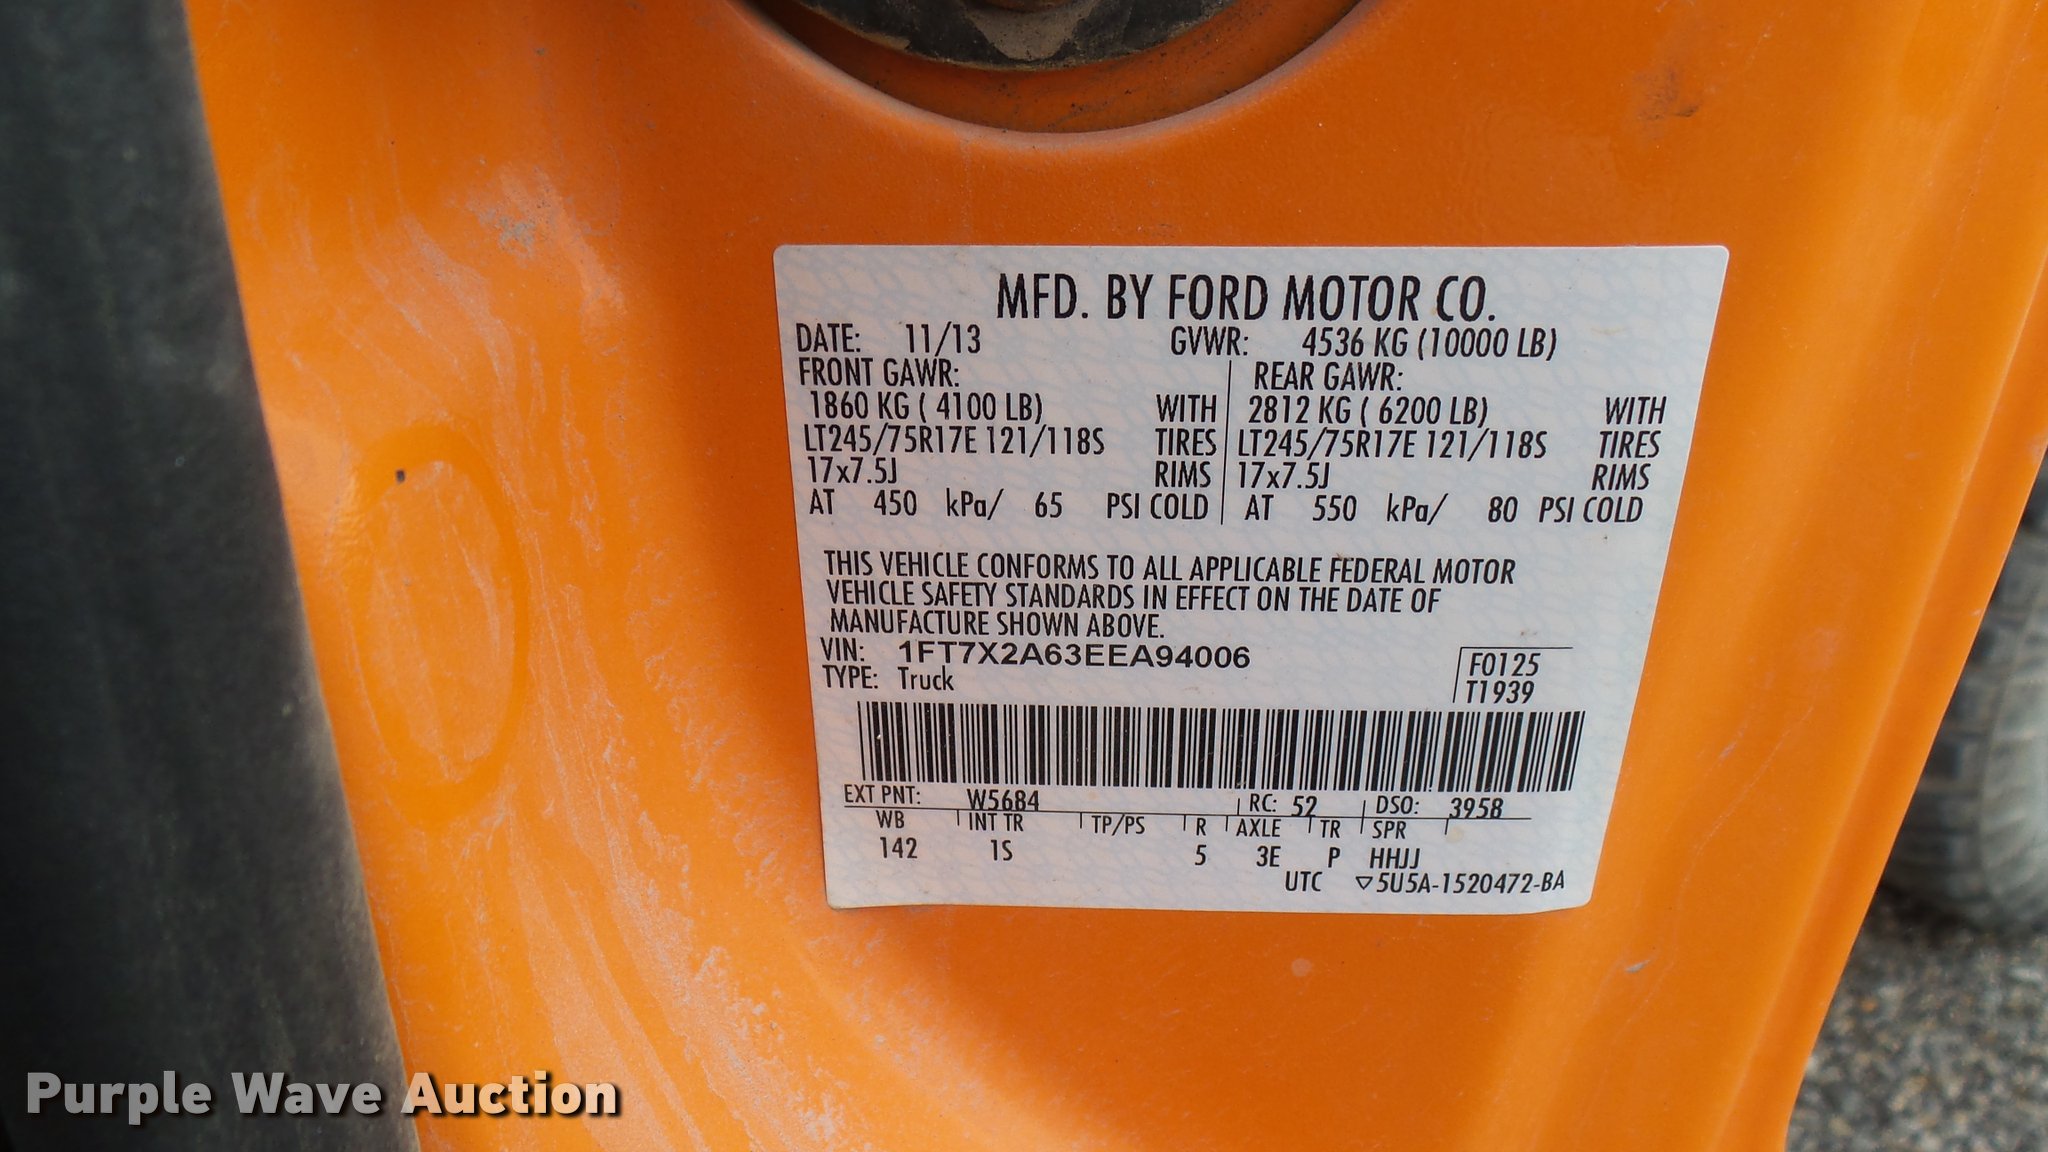 MFD. BY FORD MOTOR CO.
DATE: 11/13 GVWR: 4536 KG (10000 LB)
FRONT GAWR: REAR GAWR:
1860 KG ( 4100 LB) WITH 2812 KG ( 6200 LB) WITH
LT245/75R17E 121/118S TIRES LT245/75R17E 121/118S TIRES
17x7.5J RIMS 17x7.5J RIMS
AT 450 kPa/ 65 PSI COLD AT 550 kPa/ 80 PSI COLD
THIS VEHICLE CONFORMS TO ALL APPLICABLE FEDERAL MOTOR
VEHICLE SAFETY STANDARDS IN EFFECT ON THE DATE OF
MANUFACTURE SHOWN ABOVE.
VIN: 1FT7X2A63EEA94006
TYPE: Truck
F0125
T1939
EXT PNT: W5684 RC: 52 DSO: 3958
WB INT TR TP/PS R AXLE TR SPR
142 1S 5 3E P HHJJ
UTC ▽5U5A-1520472-BA
Purple Wave Auction